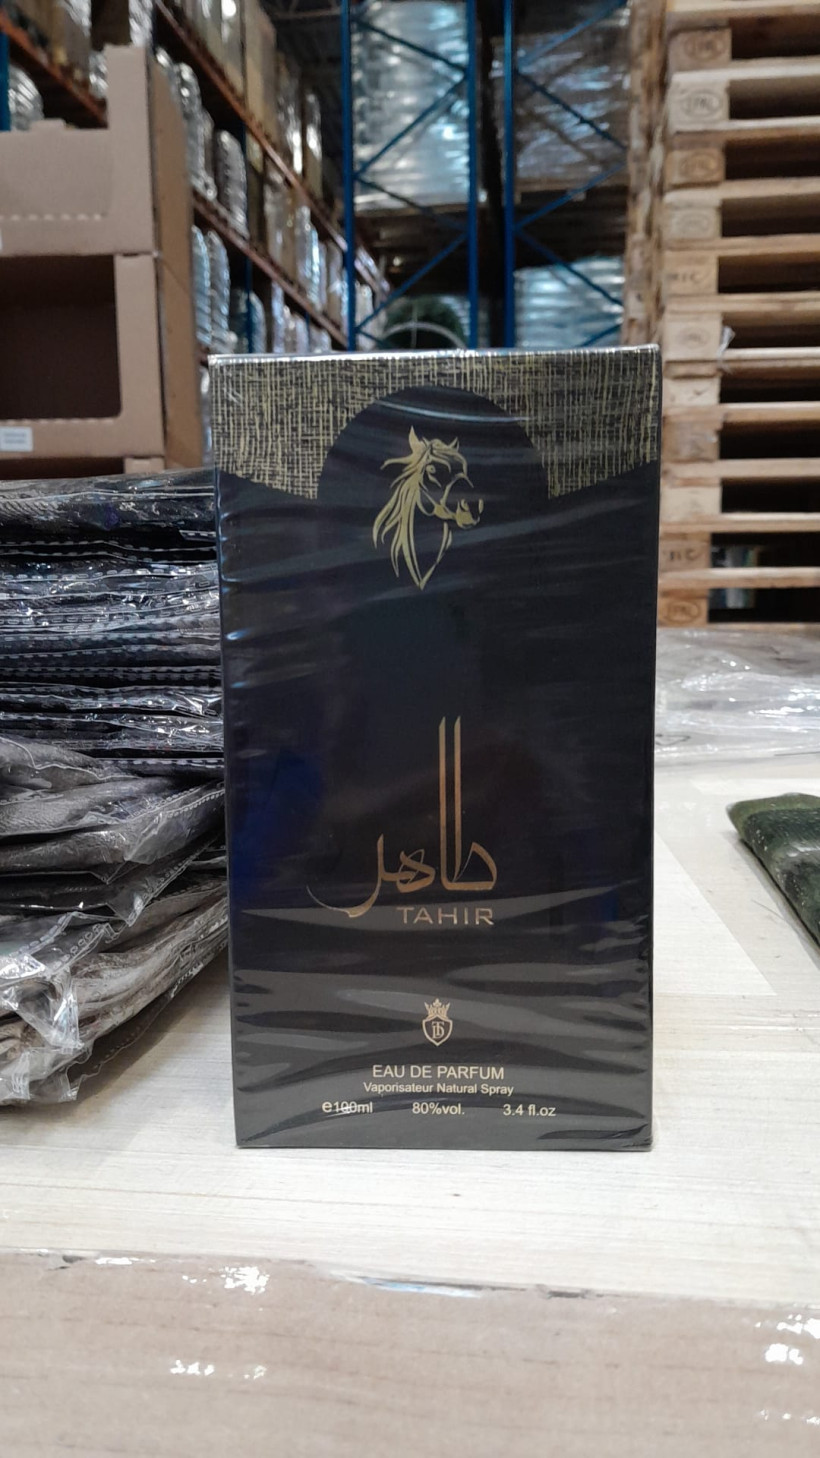 طاهر
TAHIR
EAU DE PARFUM
Vaporisateur Natural Spray
e100ml 80%vol. 3.4 fl.oz